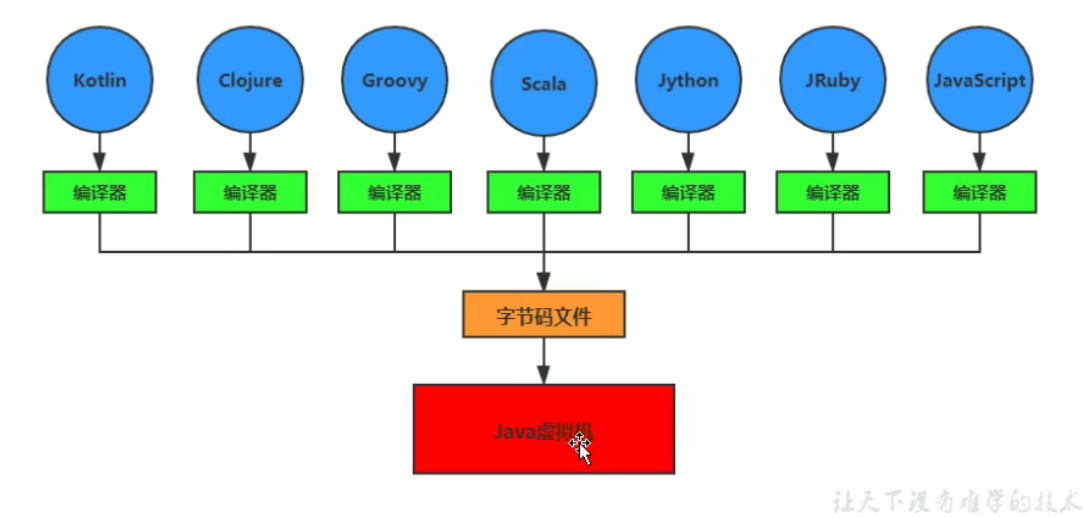 Kotlin Clojure Groovy Scala Jython JRuby JavaScript
编译器 编译器 编译器 编译器 编译器 编译器 编译器
字节码文件
Java虚拟机
让天下没有难学的技术